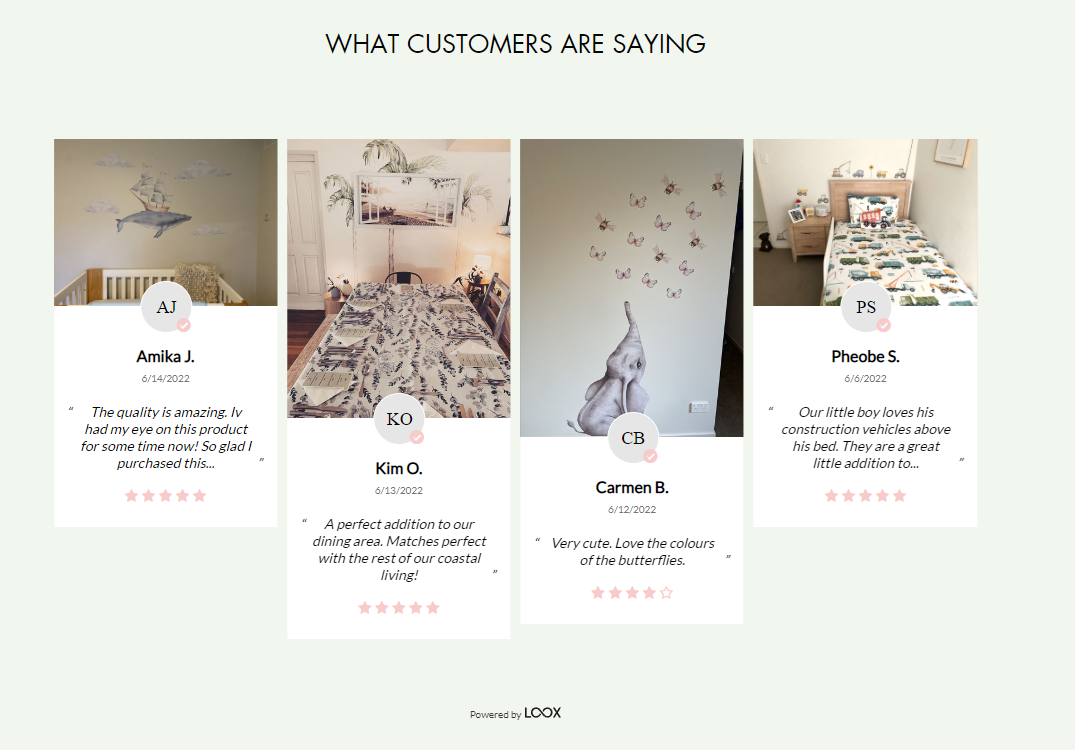 WHAT CUSTOMERS ARE SAYING
AJ
Amika J.
6/14/2022
“ The quality is amazing. Iv
had my eye on this product
for some time now! So glad I
purchased this... ”
KO
Kim O.
6/13/2022
“ A perfect addition to our
dining area. Matches perfect
with the rest of our coastal
living! ”
CB
Carmen B.
6/12/2022
“ Very cute. Love the colours
of the butterflies. ”
PS
Pheobe S.
6/6/2022
“ Our little boy loves his
construction vehicles above
his bed. They are a great
little addition to... ”
Powered by LOOX